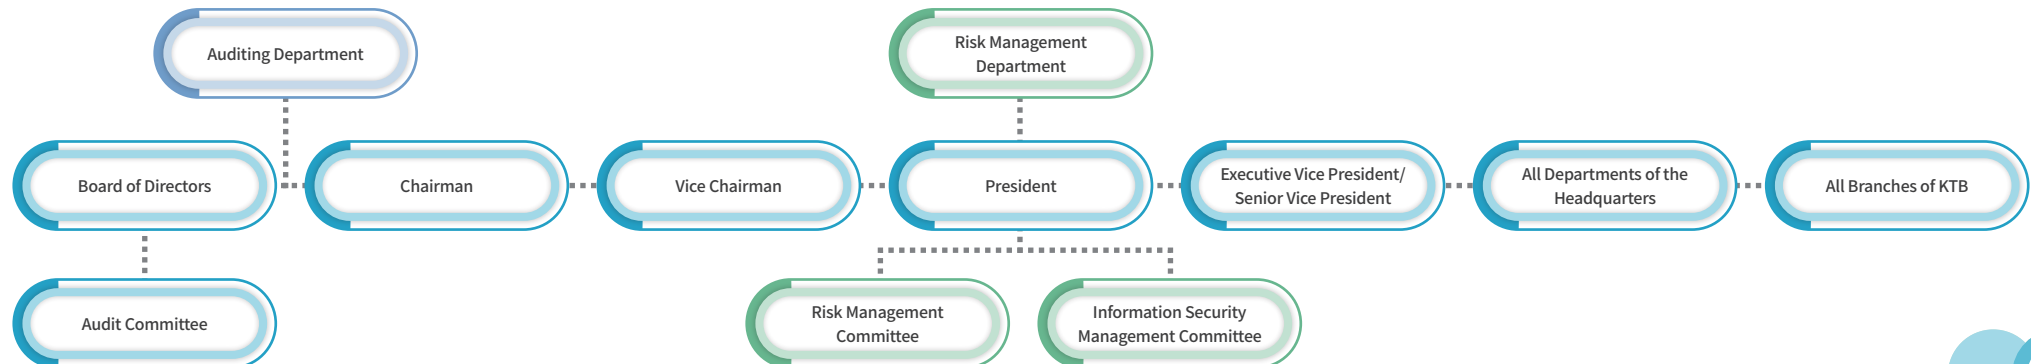 Auditing Department
Risk Management
Department
Board of Directors
Chairman
Vice Chairman
President
Executive Vice President/
Senior Vice President
All Departments of the
Headquarters
All Branches of KTB
Audit Committee
Risk Management
Committee
Information Security
Management Committee